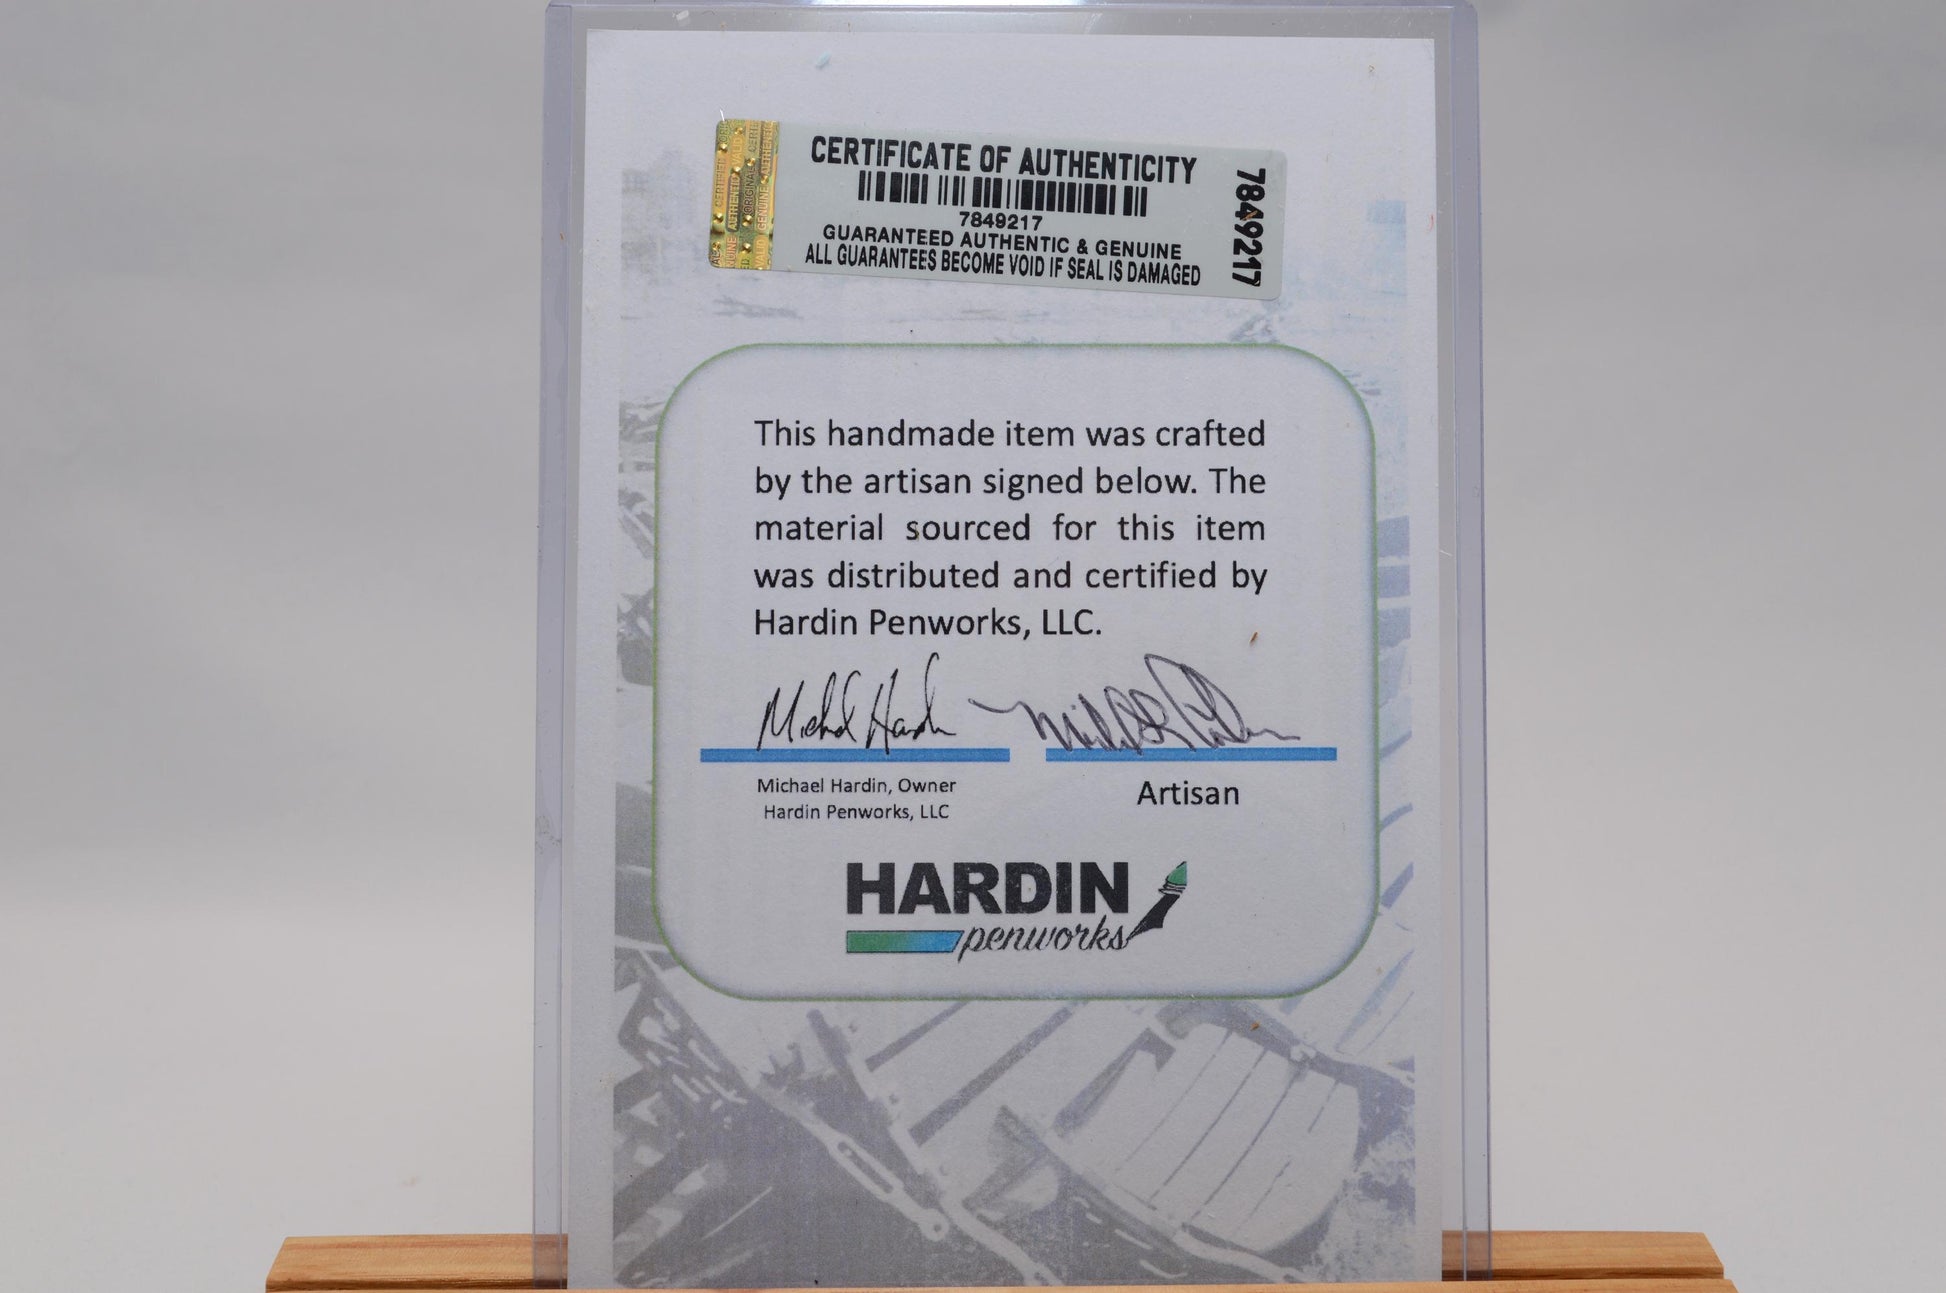 CERTIFICATE OF AUTHENTICITY
7849217
GUARANTEED AUTHENTIC & GENUINE
ALL GUARANTEES BECOME VOID IF SEAL IS DAMAGED
7849217
This handmade item was crafted
by the artisan signed below. The
material sourced for this item
was distributed and certified by
Hardin Penworks, LLC.
Michael Hardin
Michael Hardin, Owner
Hardin Penworks, LLC
Artisan
HARDIN
penworks